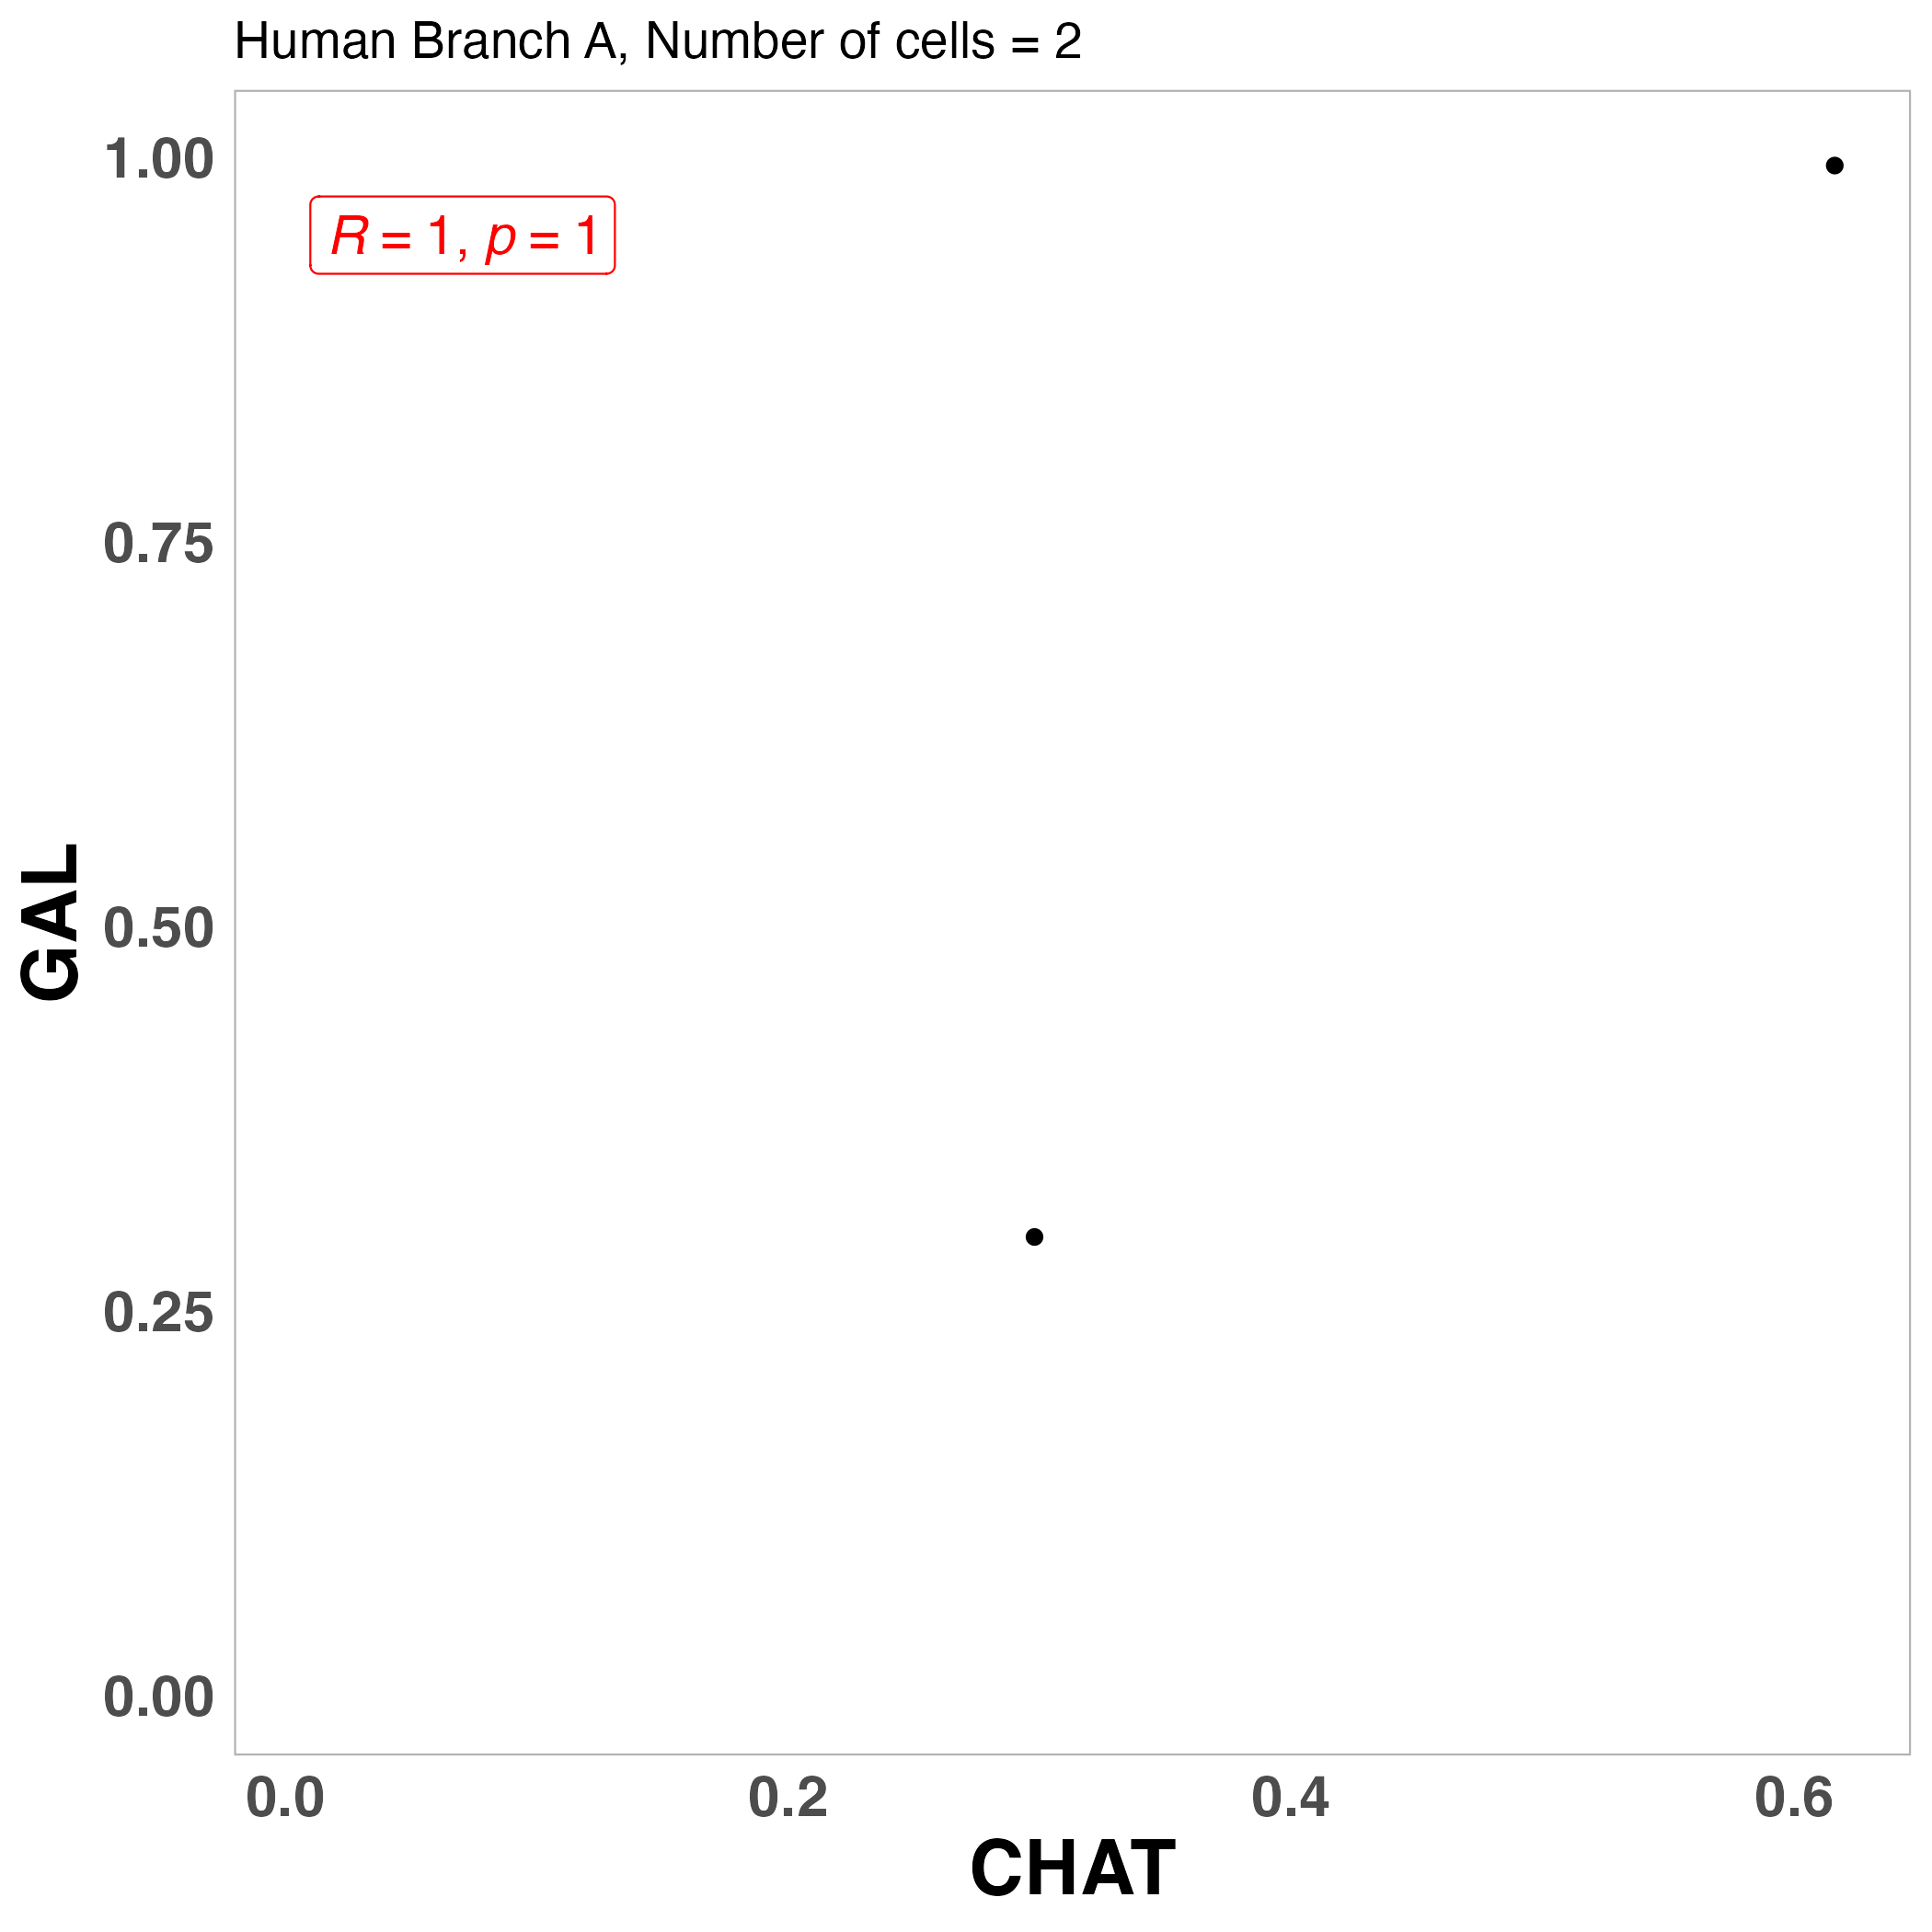 Human Branch A, Number of cells = 2
1.00
R = 1, p = 1
0.75
GAL
0.50
0.25
0.00
0.0 0.2 0.4 0.6
CHAT